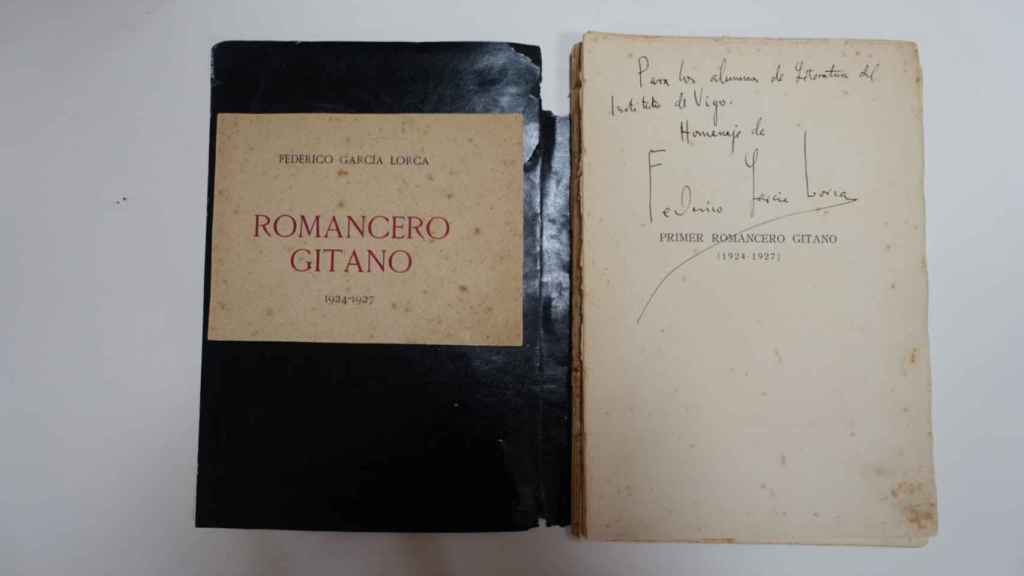 FEDERICO GARCÍA LORCA
ROMANCERO
GITANO
1924-1927
Para los alumnos de Literatura del
Instituto de Vigo.
Homenaje de
Federico García Lorca
PRIMER ROMANCERO GITANO
(1924-1927)